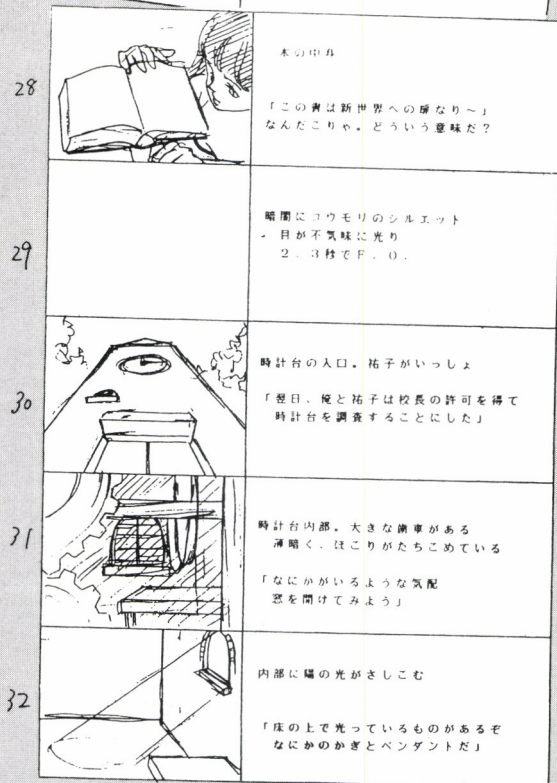 28
本の中身
「この書は新世界への扉なり～」
なんだこりゃ。どういう意味だ？
29
暗闇にコウモリのシルエット
目が不気味に光り
2．3秒でF．O．
30
時計台の入口。祐子がいっしょ
「翌日、俺と祐子は校長の許可を得て
時計台を調査することにした」
31
時計台内部。大きな歯車がある
薄暗く、ほこりがたちこめている
「なにかがいるような気配
窓を開けてみよう」
32
内部に陽の光がさしこむ
「床の上で光っているものがあるぞ
なにかのかぎとペンダントだ」